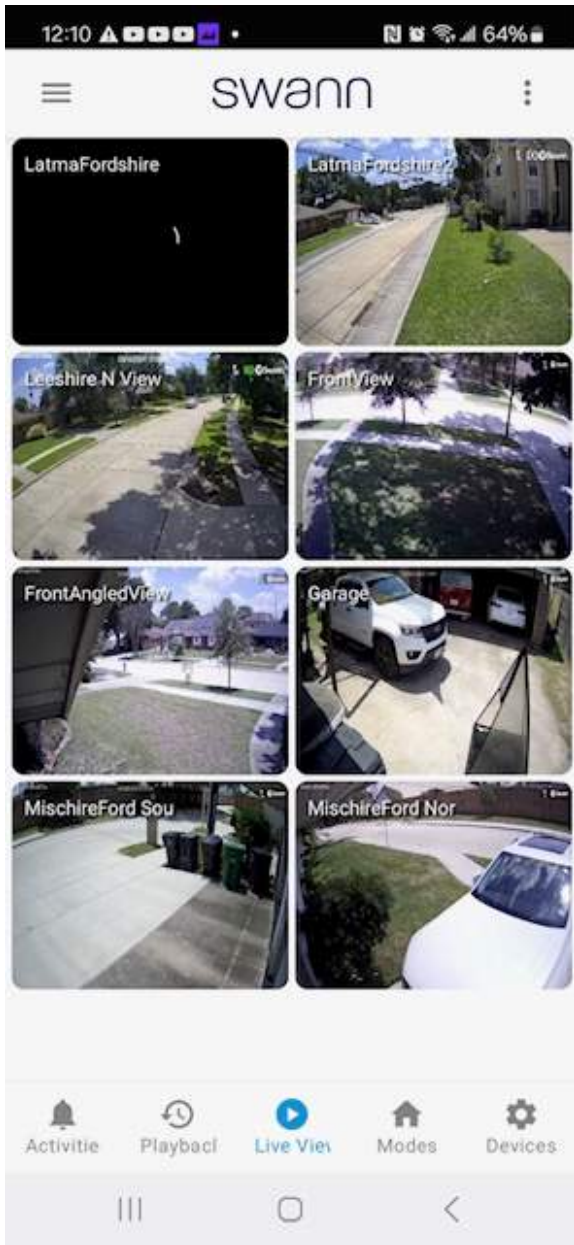 12:10
64%
swann
LatmaFordshire
LatmaFordshire2
Leeshire N View
FrontView
FrontAngledView
Garage
MischireFord Sou
MischireFord Nor
Activitie
Playbacl
Live Viev
Modes
Devices